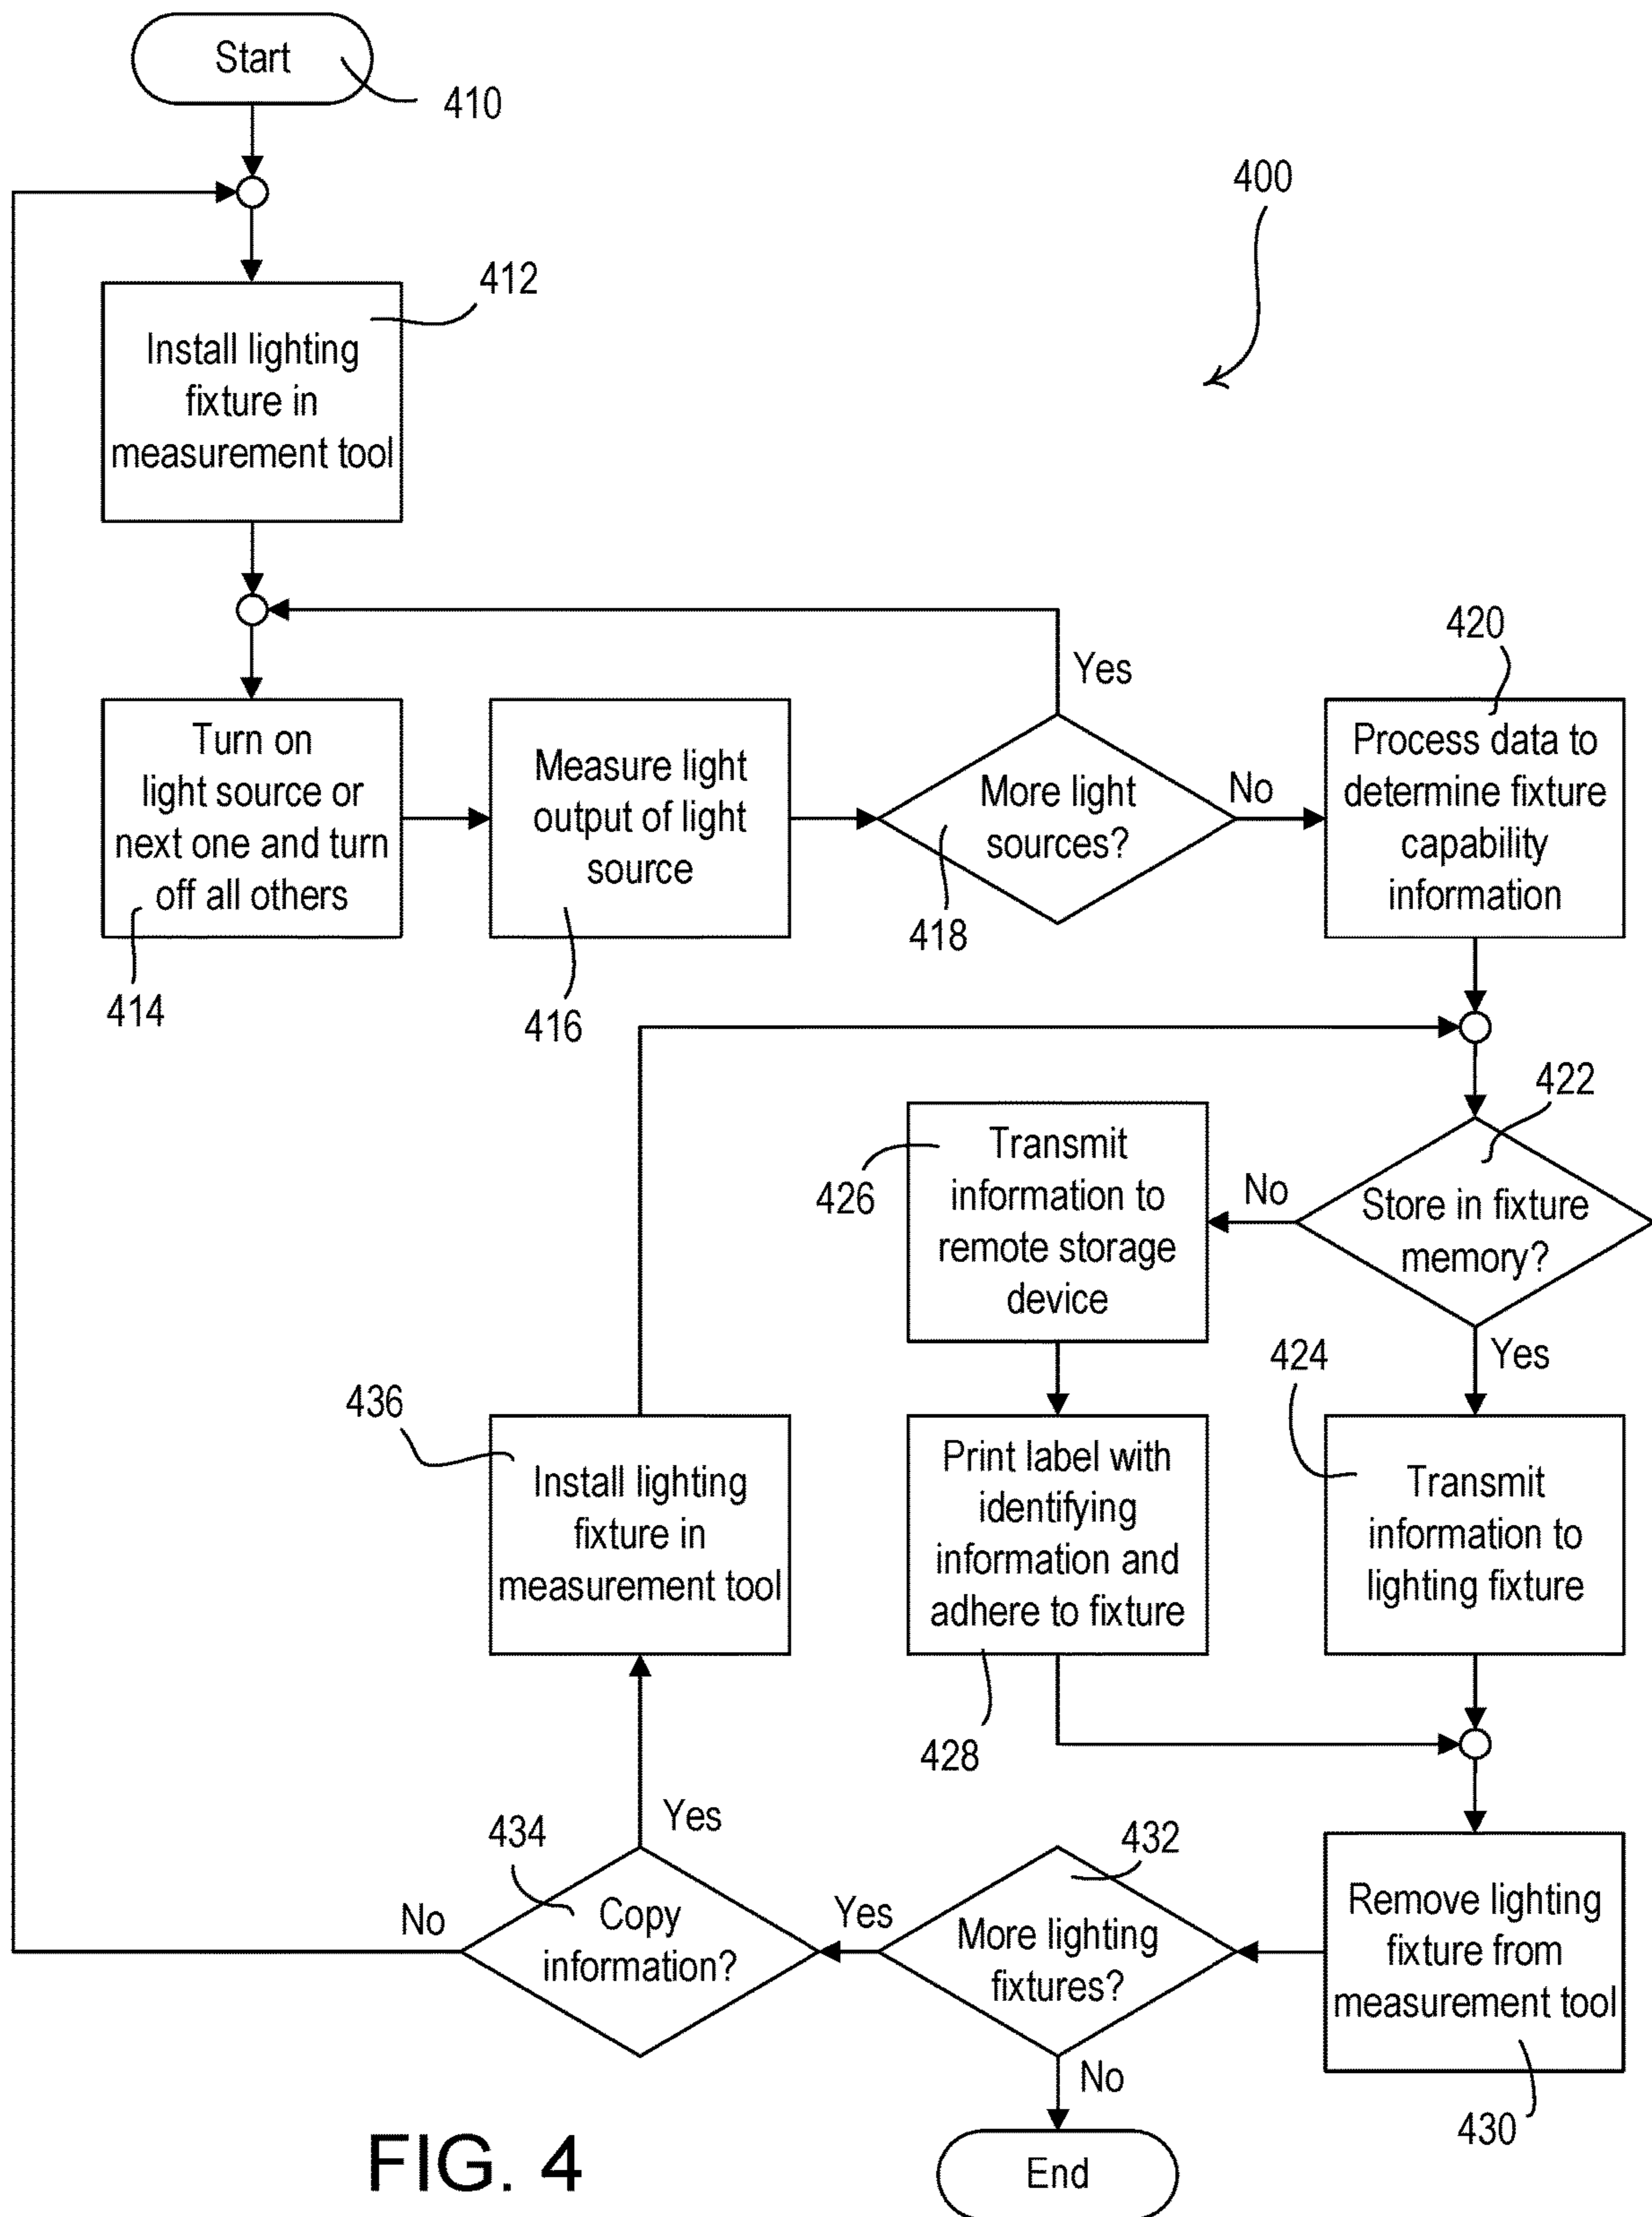 Start
410
400
412
Install lighting
fixture in
measurement tool
Yes
420
Turn on
light source or
next one and turn
off all others
414
Measure light
output of light
source
416
More light
sources?
418
No
Process data to
determine fixture
capability
information
422
Store in fixture
memory?
No
Yes
426
Transmit
information to
remote storage
device
424
Transmit
information to
lighting fixture
436
Install lighting
fixture in
measurement tool
Print label with
identifying
information and
adhere to fixture
428
Yes
434
Copy
information?
No
Yes
432
More lighting
fixtures?
No
Remove lighting
fixture from
measurement tool
430
End
FIG. 4